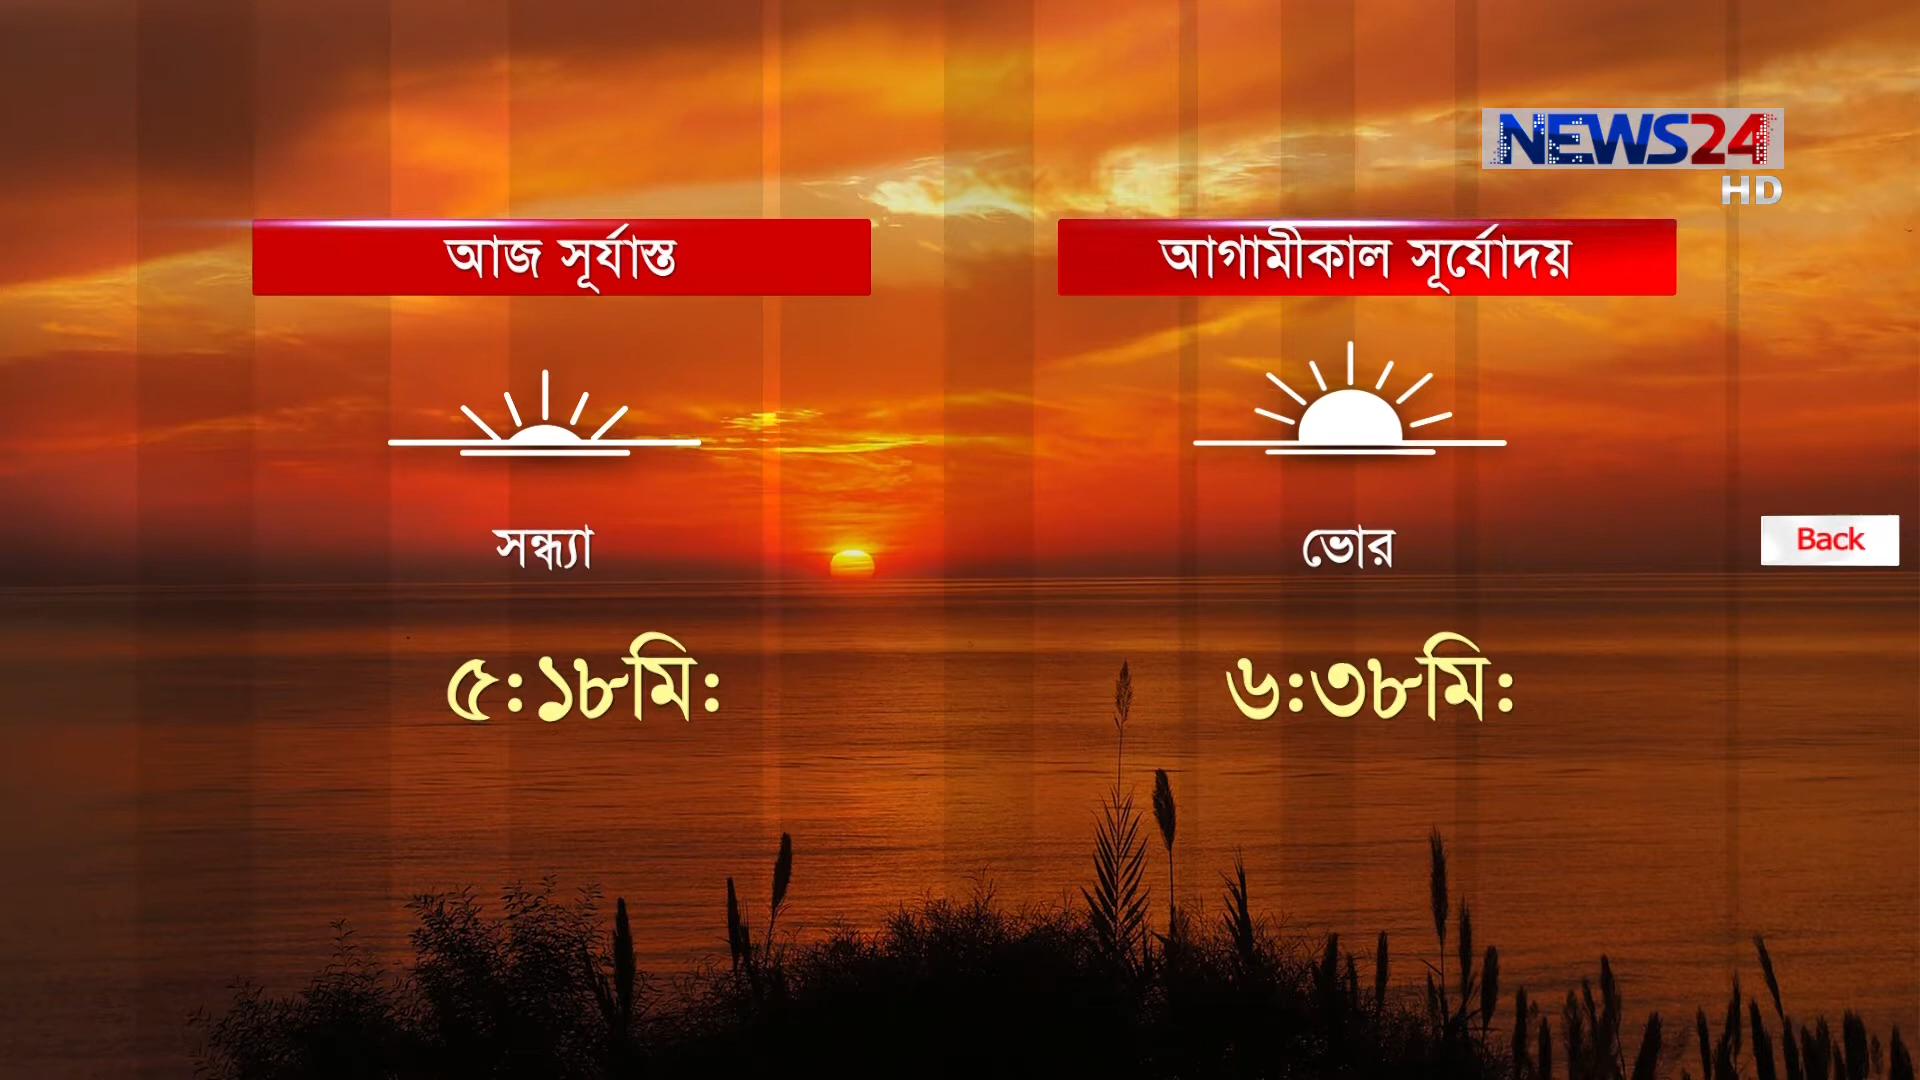 NEWS24
HD
আজ সূর্যাস্ত
আগামীকাল সূর্যোদয়
সন্ধ্যা
ভোর
Back
৫:১৮মি:
৬:৩৮মি: